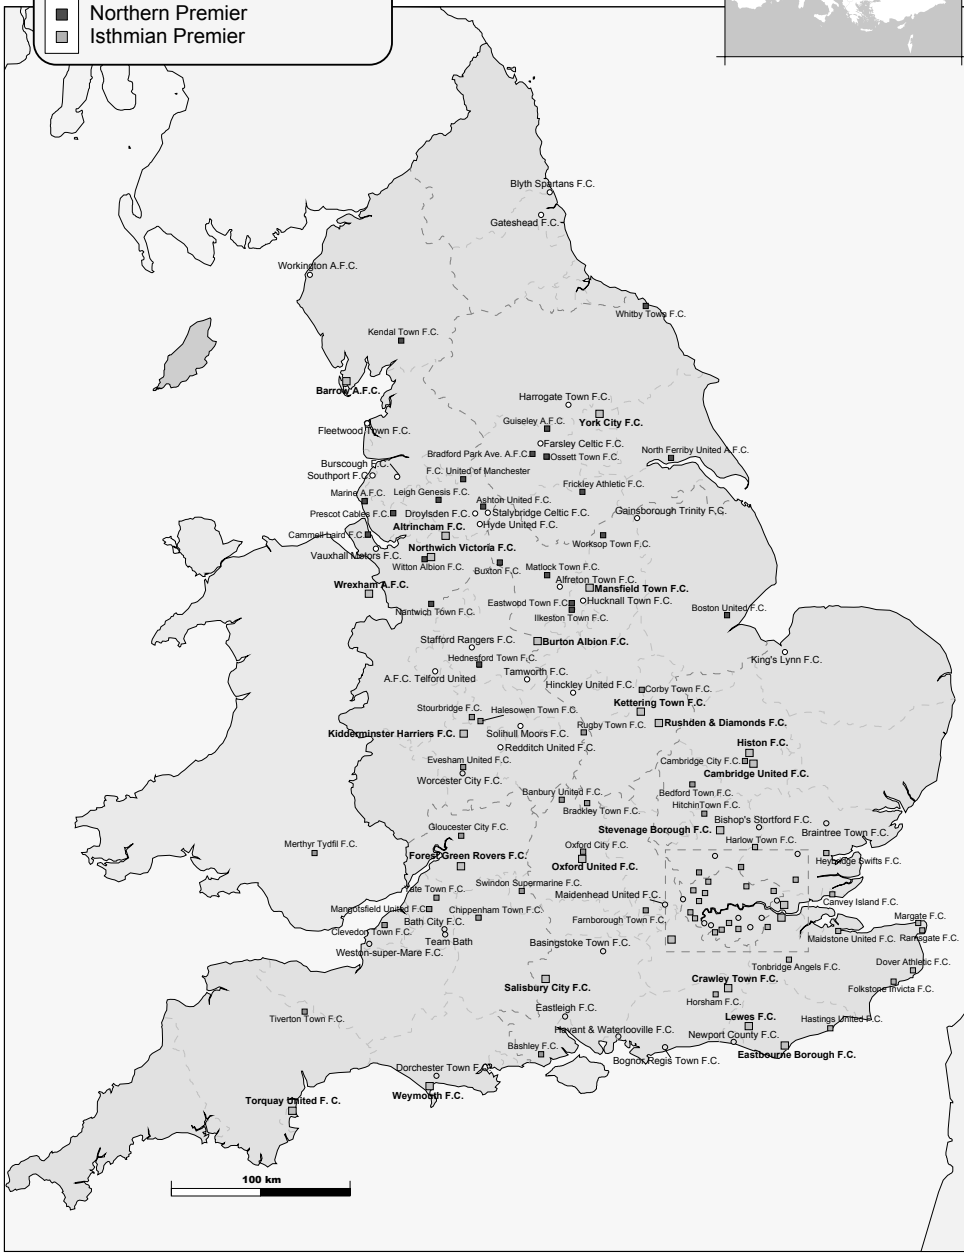 Northern Premier
Isthmian Premier
Blyth Spartans F.C.
Gateshead F.C.
Workington A.F.C.
Whitby Town F.C.
Kendal Town F.C.
Barrow A.F.C.
Harrogate Town F.C.
Guiseley A.F.C.
York City F.C.
Fleetwood Town F.C.
Farsley Celtic F.C.
Bradford Park Ave. A.F.C.
Ossett Town F.C.
North Ferriby United A.F.C.
Burscough F.C.
Southport F.C.
F.C. United of Manchester
Frickley Athletic F.C.
Marine A.F.C.
Leigh Genesis F.C.
Ashton United F.C.
Prescot Cables F.C.
Droylsden F.C.
Stalybridge Celtic F.C.
Gainsborough Trinity F.C.
Altrincham F.C.
Hyde United F.C.
Cammell Laird F.C.
Worksop Town F.C.
Northwich Victoria F.C.
Vauxhall Motors F.C.
Witton Albion F.C.
Buxton F.C.
Matlock Town F.C.
Alfreton Town F.C.
Wrexham A.F.C.
Mansfield Town F.C.
Nantwich Town F.C.
Eastwood Town F.C.
Hucknall Town F.C.
Ilkeston Town F.C.
Boston United F.C.
Stafford Rangers F.C.
Burton Albion F.C.
Hednesford Town F.C.
King's Lynn F.C.
A.F.C. Telford United
Tamworth F.C.
Hinckley United F.C.
Corby Town F.C.
Kettering Town F.C.
Stourbridge F.C.
Halesowen Town F.C.
Rushden & Diamonds F.C.
Kidderminster Harriers F.C.
Solihull Moors F.C.
Rugby Town F.C.
Redditch United F.C.
Histon F.C.
Evesham United F.C.
Cambridge City F.C.
Cambridge United F.C.
Worcester City F.C.
Banbury United F.C.
Bedford Town F.C.
Brackley Town F.C.
HitchinTown F.C.
Bishop's Stortford F.C.
Gloucester City F.C.
Stevenage Borough F.C.
Braintree Town F.C.
Merthyr Tydfil F.C.
Oxford City F.C.
Harlow Town F.C.
Forest Green Rovers F.C.
Oxford United F.C.
Heybridge Swifts F.C.
Yate Town F.C.
Swindon Supermarine F.C.
Maidenhead United F.C.
Canvey Island F.C.
Mangotsfield United F.C.
Chippenham Town F.C.
Farnborough Town F.C.
Margate F.C.
Bath City F.C.
Clevedon Town F.C.
Team Bath
Basingstoke Town F.C.
Maidstone United F.C.
Ramsgate F.C.
Weston-super-Mare F.C.
Tonbridge Angels F.C.
Dover Athletic F.C.
Salisbury City F.C.
Crawley Town F.C.
Folkstone Invicta F.C.
Horsham F.C.
Tiverton Town F.C.
Eastleigh F.C.
Lewes F.C.
Hastings United F.C.
Havant & Waterlooville F.C.
Newport County F.C.
Bashley F.C.
Bognor Regis Town F.C.
Eastbourne Borough F.C.
Dorchester Town F.C.
Weymouth F.C.
Torquay United F. C.
100 km